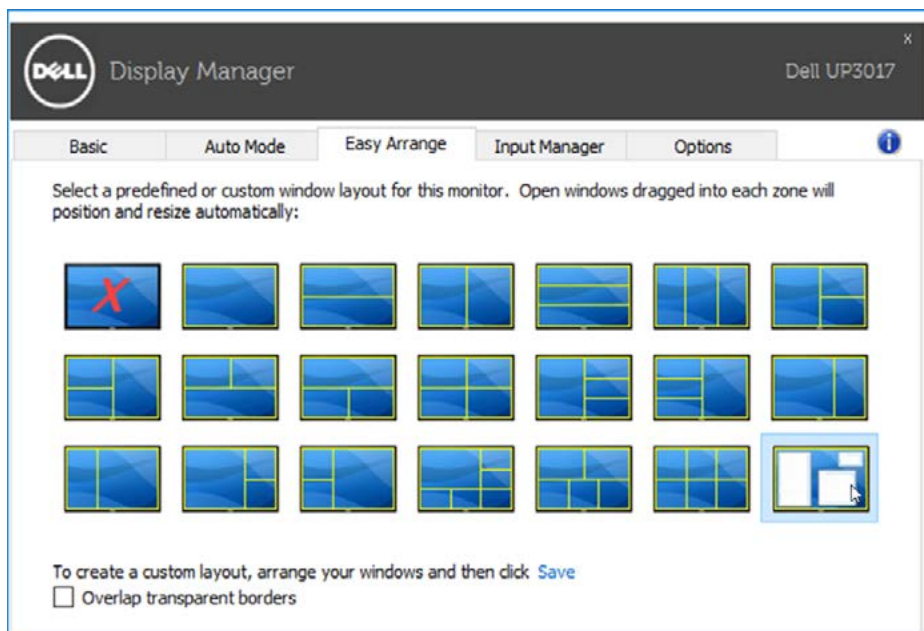 DELL Display Manager
x
Dell UP3017
Basic Auto Mode Easy Arrange Input Manager Options i
Select a predefined or custom window layout for this monitor. Open windows dragged into each zone will
position and resize automatically:
X
To create a custom layout, arrange your windows and then click Save
Overlap transparent borders